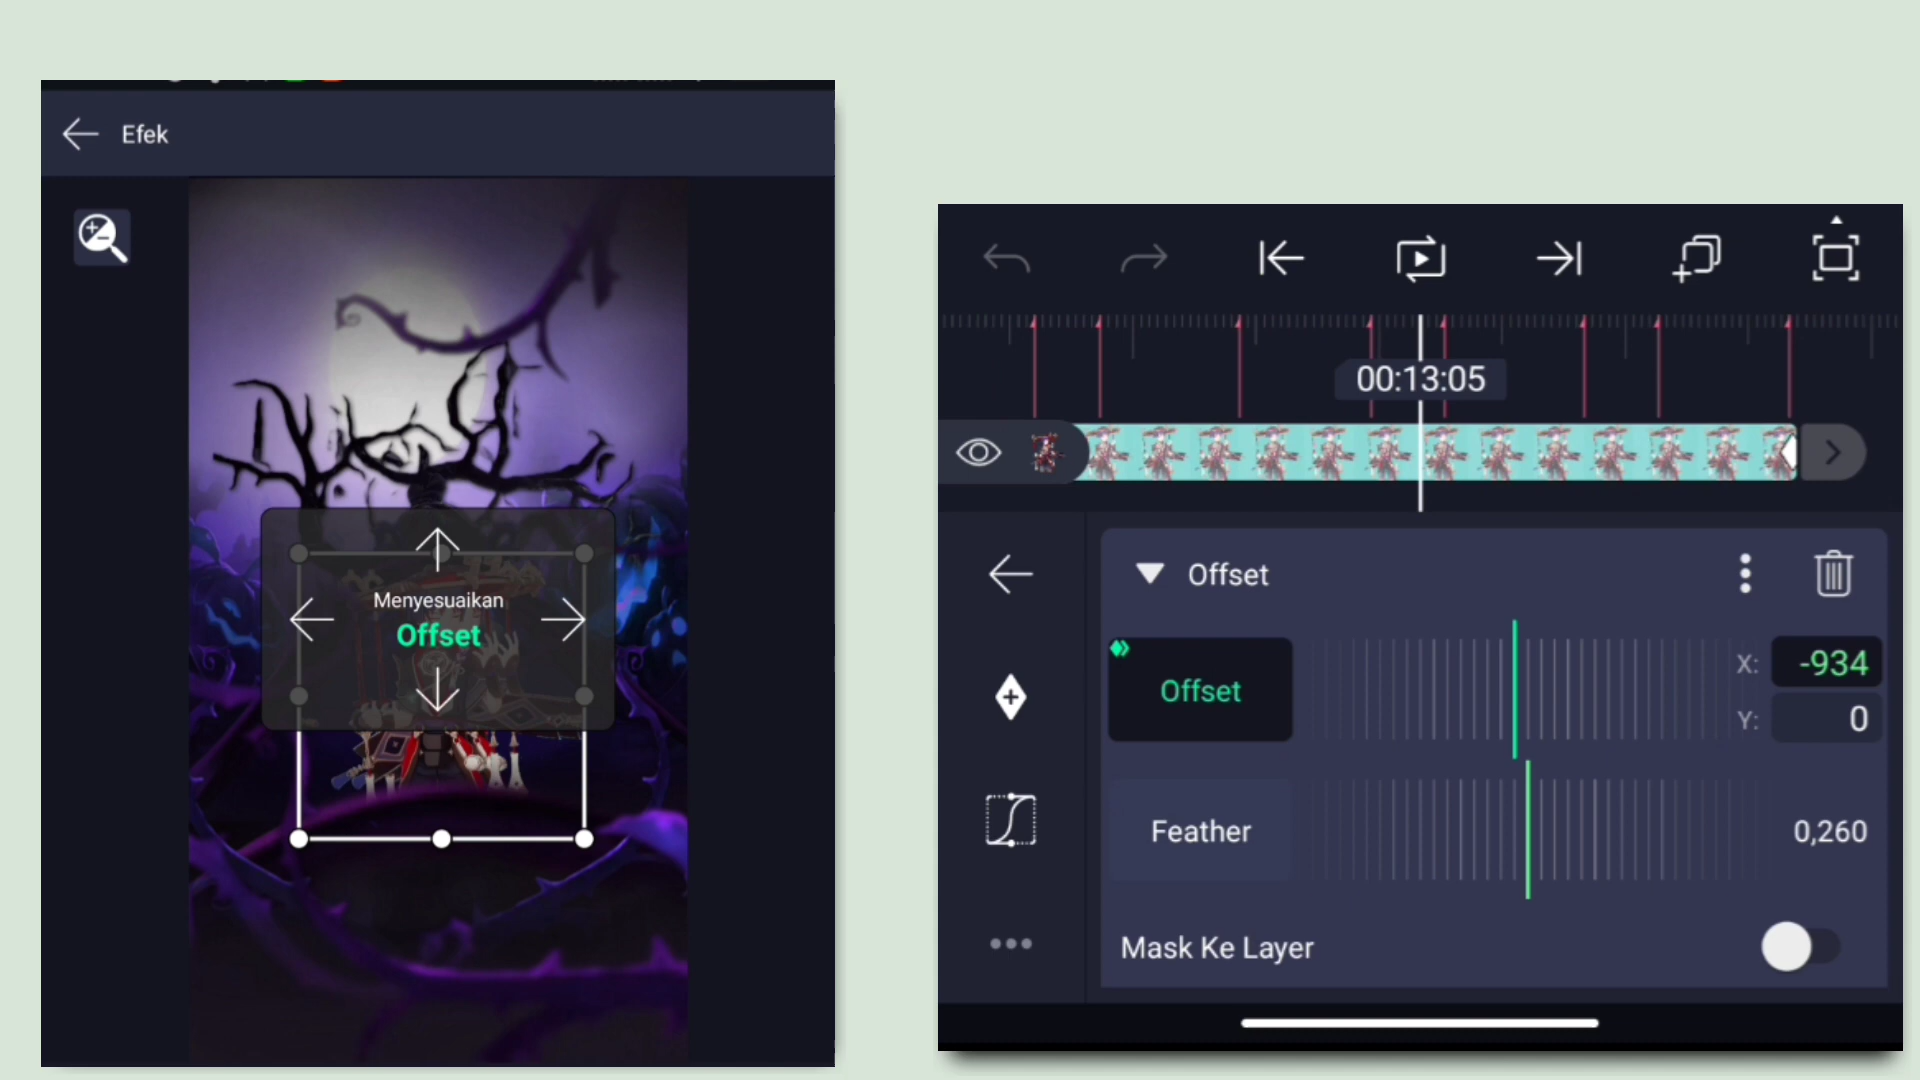 Efek
Menyesuaikan
Offset
00:13:05
Offset
Offset
X: -934
Y: 0
Feather
0,260
Mask Ke Layer